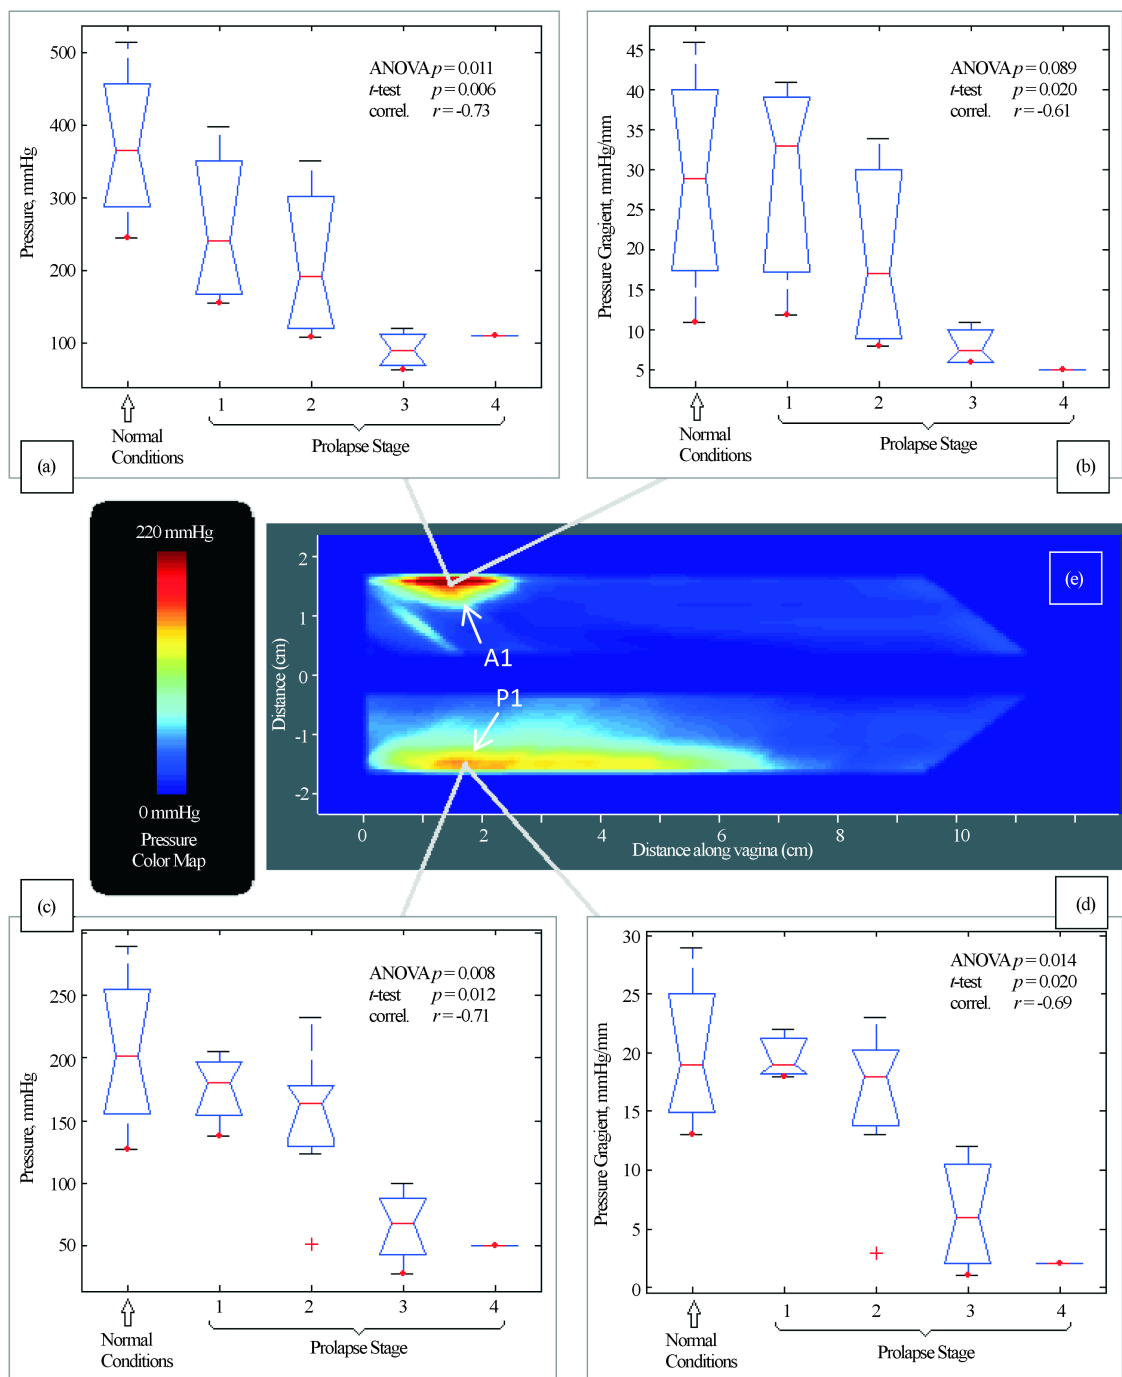 500
400
300
200
100
Pressure, mmHg
ANOVA p = 0.011
t-test p = 0.006
correl. r = -0.73
1 2 3 4
Normal
Conditions
Prolapse Stage
(a)
45
40
35
30
25
20
15
10
5
Pressure Gragient, mmHg/mm
ANOVA p = 0.089
t-test p = 0.020
correl. r = -0.61
1 2 3 4
Normal
Conditions
Prolapse Stage
(b)
220 mmHg
0 mmHg
Pressure
Color Map
2
1
0
-1
-2
Distance (cm)
(e)
A1
P1
0 2 4 6 8 10
Distance along vagina (cm)
(c)
250
200
150
100
50
Pressure, mmHg
ANOVA p = 0.008
t-test p = 0.012
correl. r = -0.71
1 2 3 4
Normal
Conditions
Prolapse Stage
(d)
30
25
20
15
10
5
0
Pressure Gragient, mmHg/mm
ANOVA p = 0.014
t-test p = 0.020
correl. r = -0.69
1 2 3 4
Normal
Conditions
Prolapse Stage